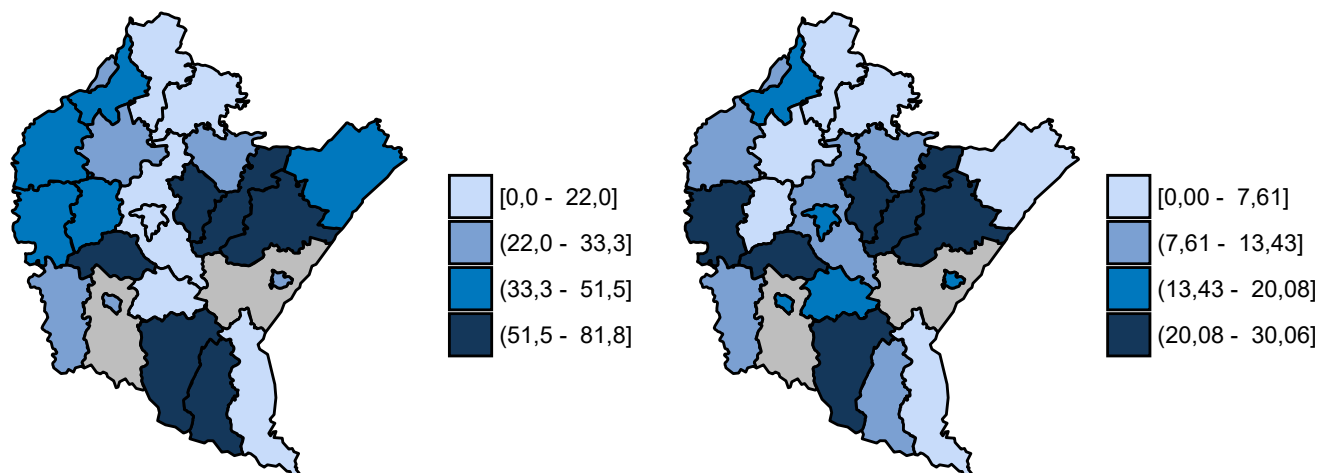 [0,0 - 22,0]
(22,0 - 33,3]
(33,3 - 51,5]
(51,5 - 81,8]
[0,00 - 7,61]
(7,61 - 13,43]
(13,43 - 20,08]
(20,08 - 30,06]